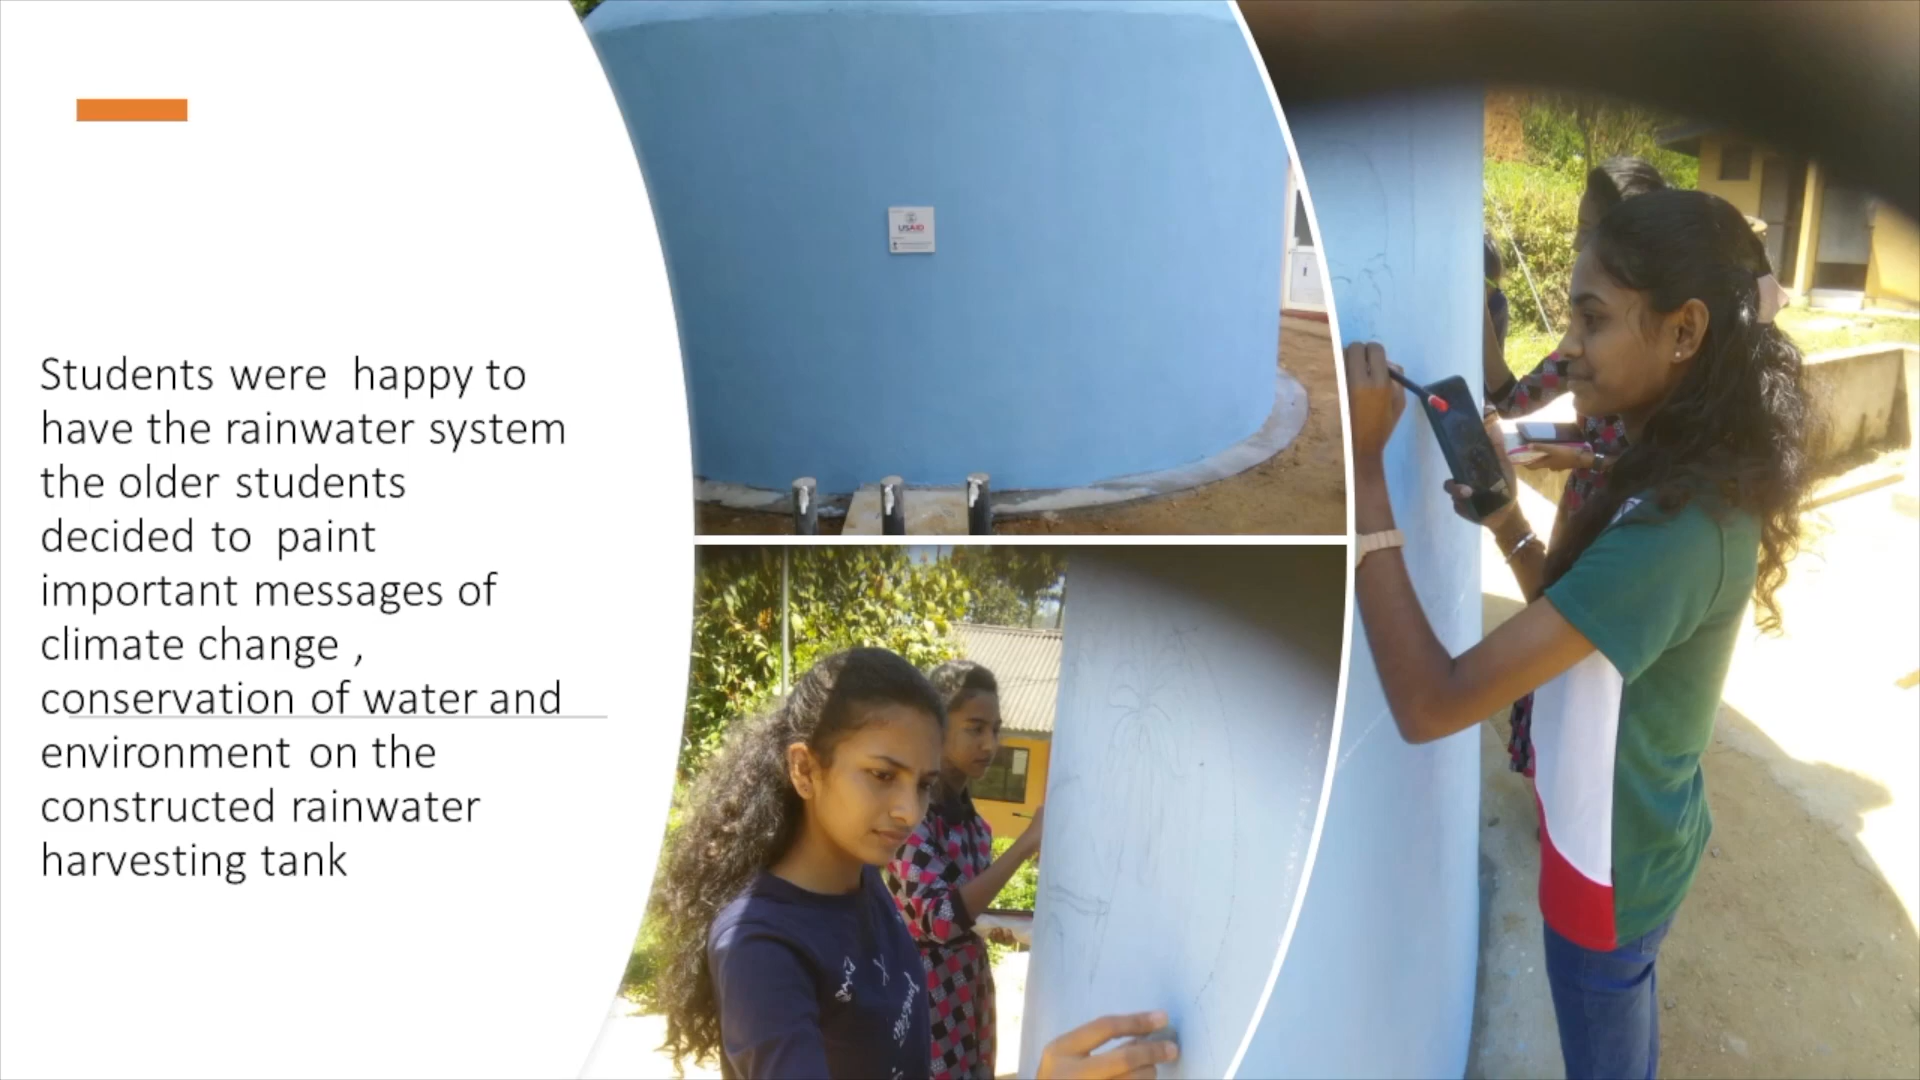 Students were happy to
have the rainwater system
the older students
decided to paint
important messages of
climate change ,
conservation of water and
environment on the
constructed rainwater
harvesting tank
USAID